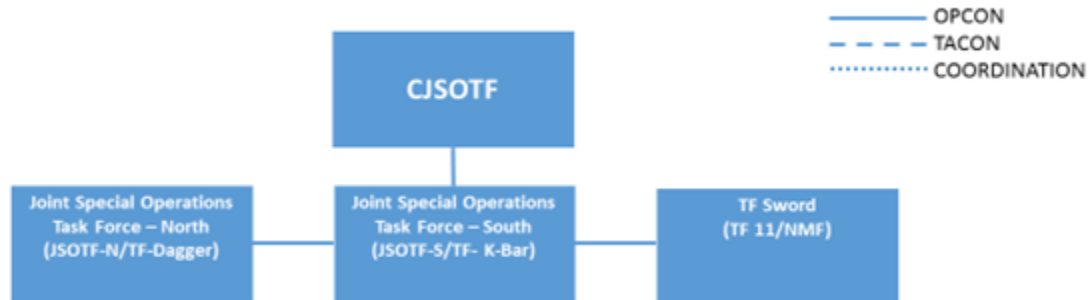 OPCON
TACON
COORDINATION
CJSOTF
Joint Special Operations
Task Force – North
(JSOTF-N/TF-Dagger)
Joint Special Operations
Task Force – South
(JSOTF-S/TF- K-Bar)
TF Sword
(TF 11/NMF)